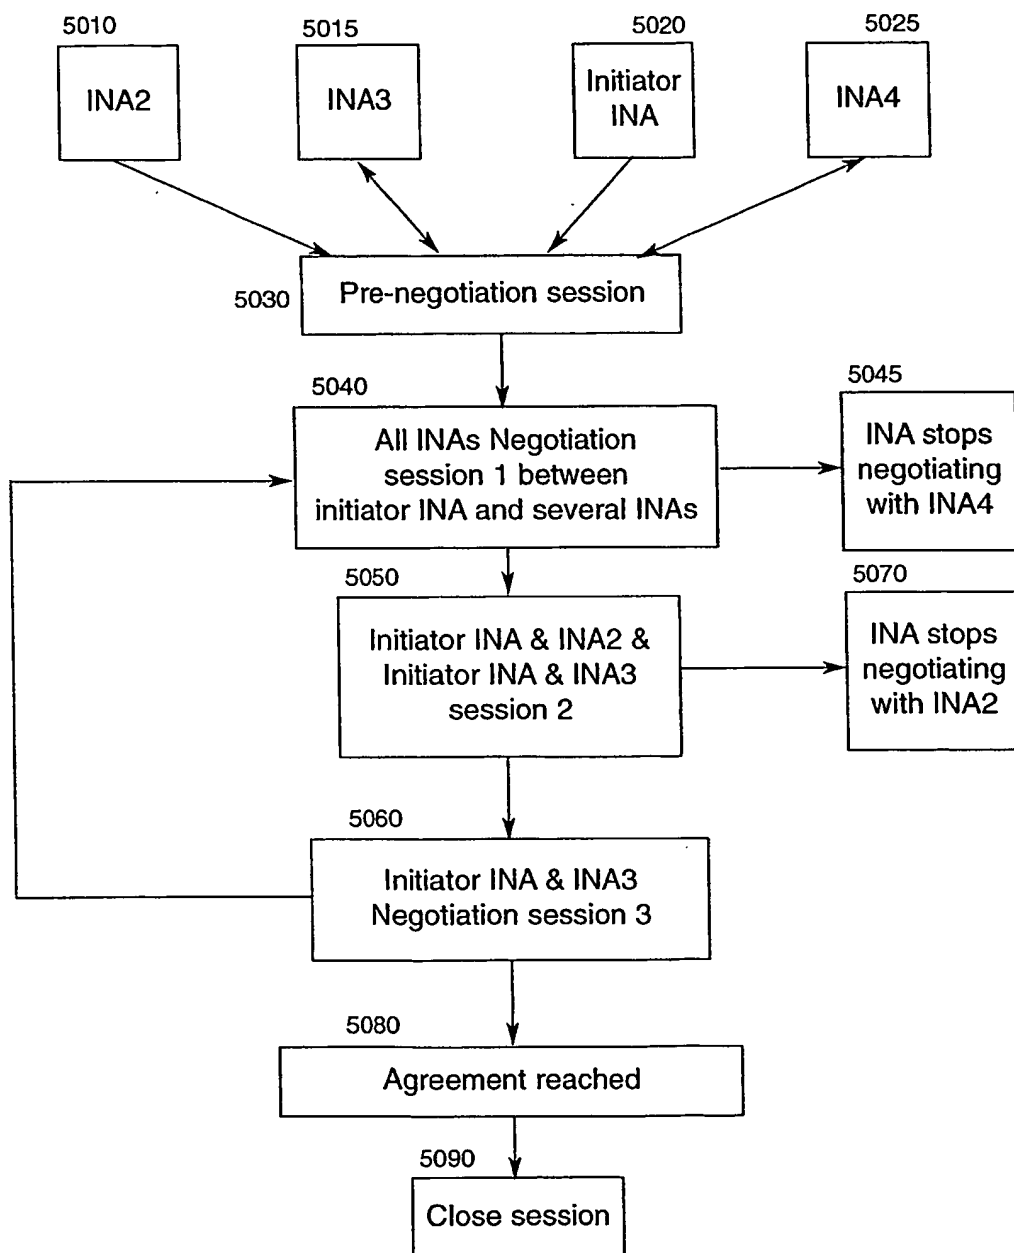 5010
5015
5020
5025
INA2
INA3
Initiator
INA
INA4
5030
Pre-negotiation session
5040
All INAs Negotiation
session 1 between
initiator INA and several INAs
5045
INA stops
negotiating
with INA4
5050
Initiator INA & INA2 &
Initiator INA & INA3
session 2
5070
INA stops
negotiating
with INA2
5060
Initiator INA & INA3
Negotiation session 3
5080
Agreement reached
5090
Close session